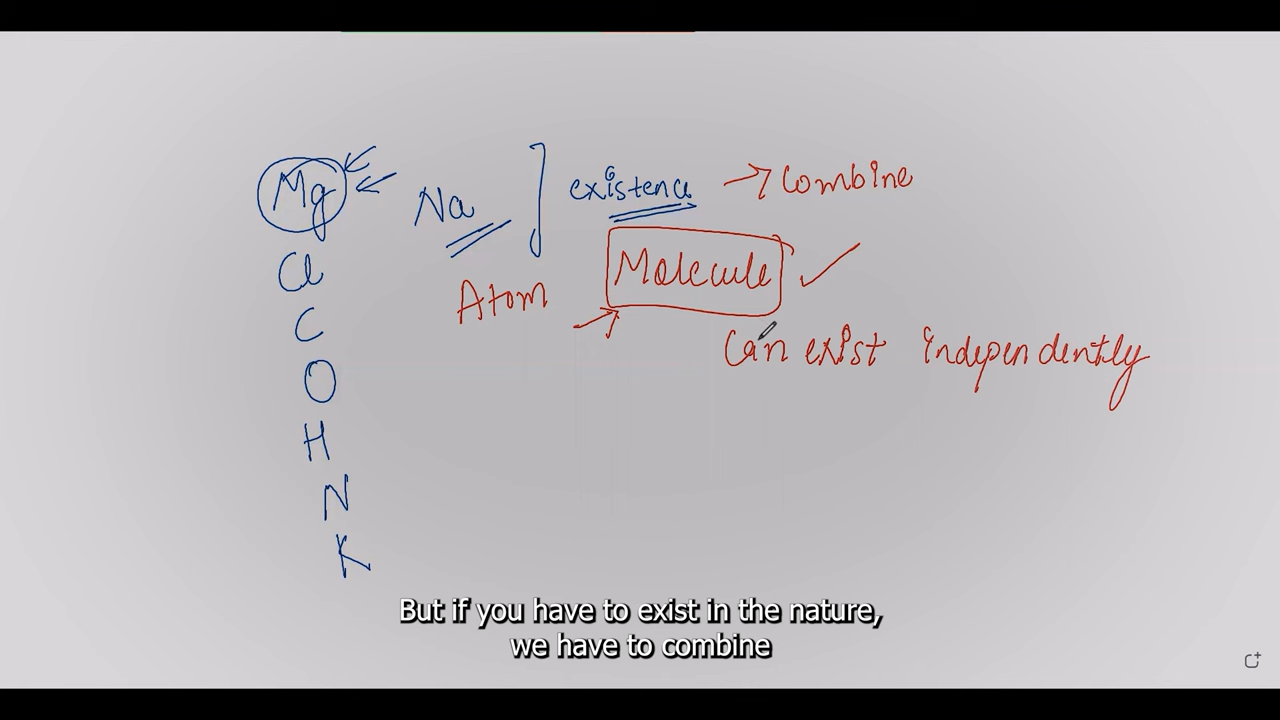 Mg Na existence → Combine
Cl Atom Molecule ✓
C Can exist independently
O
H
N
K
But if you have to exist in the nature,
we have to combine